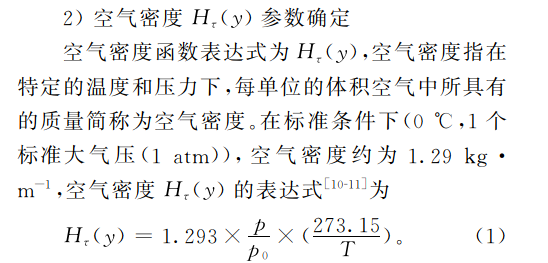 2) 空气密度 Hτ(y) 参数确定
空气密度函数表达式为 Hτ(y),空气密度指在
特定的温度和压力下,每单位的体积空气中所具有
的质量简称为空气密度。在标准条件下(0 ℃,1 个
标准大气压(1 atm)),空气密度约为 1.29 kg·
m⁻¹,空气密度 Hτ(y) 的表达式[10-11]为
Hτ(y) = 1.293 × p/p₀ × (273.15/T)。 (1)